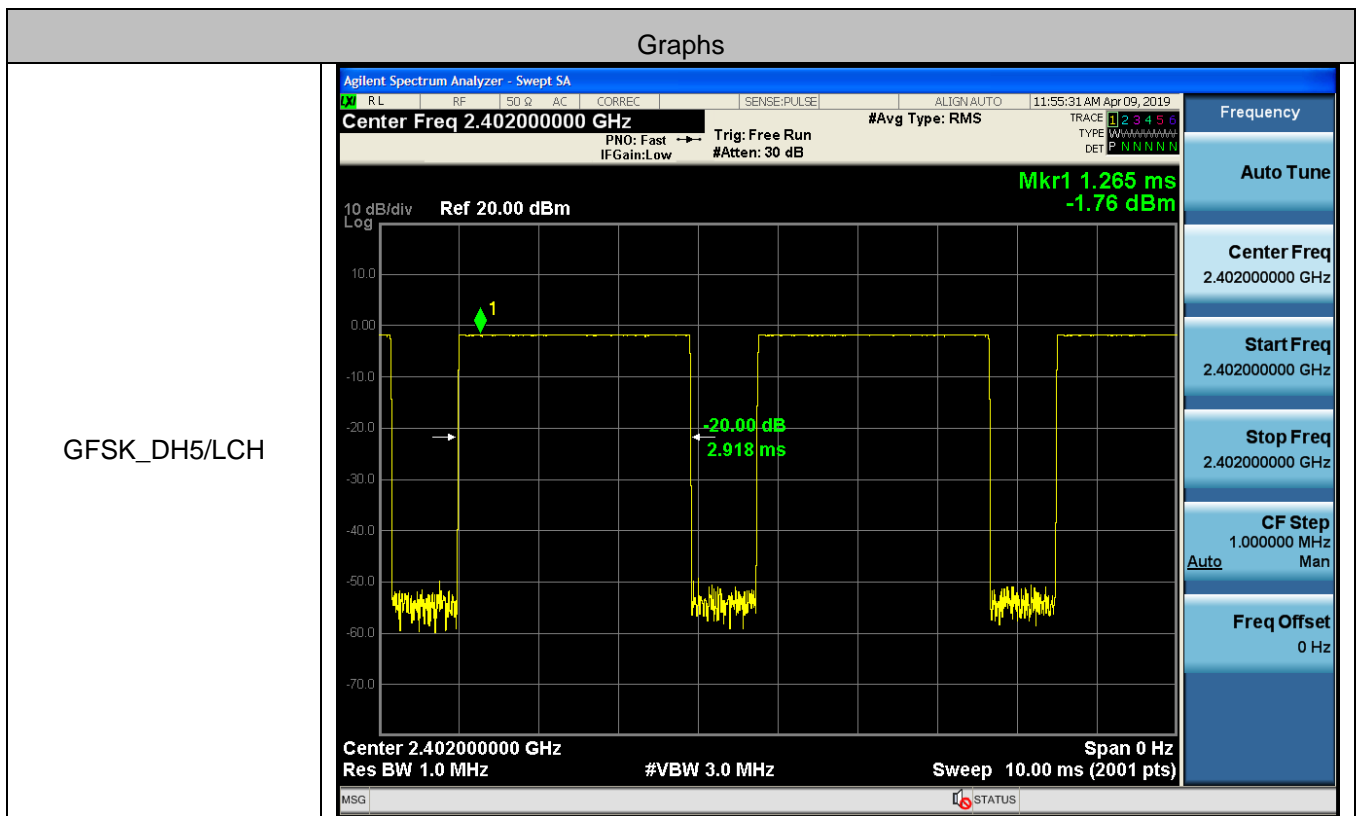 Graphs
GFSK_DH5/LCH
Agilent Spectrum Analyzer - Swept SA
LXI RL RF 50 Ω AC CORREC SENSE:PULSE ALIGN AUTO 11:55:31 AM Apr 09, 2019
Center Freq 2.402000000 GHz #Avg Type: RMS TRACE 1 2 3 4 5 6
PNO: Fast Trig: Free Run TYPE WWWWWW
IFGain:Low #Atten: 30 dB DET P N N N N N
Mkr1 1.265 ms
-1.76 dBm
10 dB/div Ref 20.00 dBm
Log
10.0
1
0.00
-10.0
-20.0
-20.00 dB
2.918 ms
-30.0
-40.0
-50.0
-60.0
-70.0
Center 2.402000000 GHz Span 0 Hz
Res BW 1.0 MHz #VBW 3.0 MHz Sweep 10.00 ms (2001 pts)
MSG STATUS
Frequency
Auto Tune
Center Freq
2.402000000 GHz
Start Freq
2.402000000 GHz
Stop Freq
2.402000000 GHz
CF Step
1.000000 MHz
Auto Man
Freq Offset
0 Hz